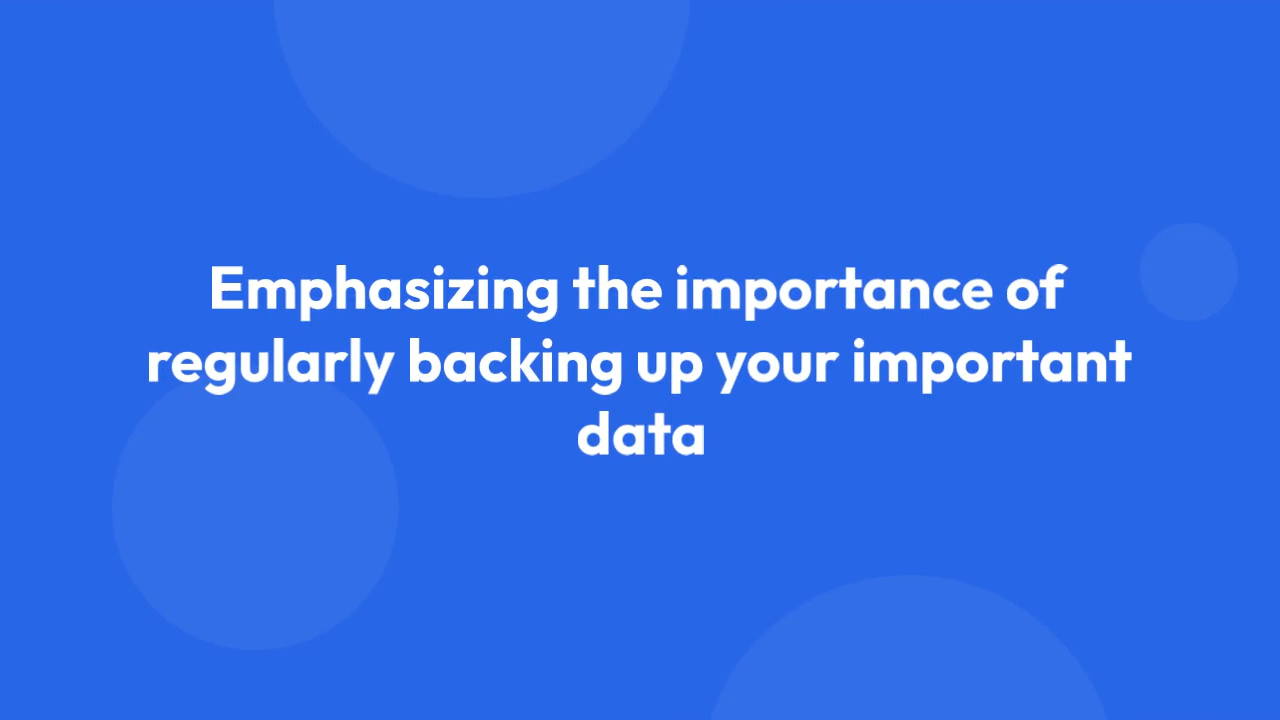 Emphasizing the importance of
regularly backing up your important
data